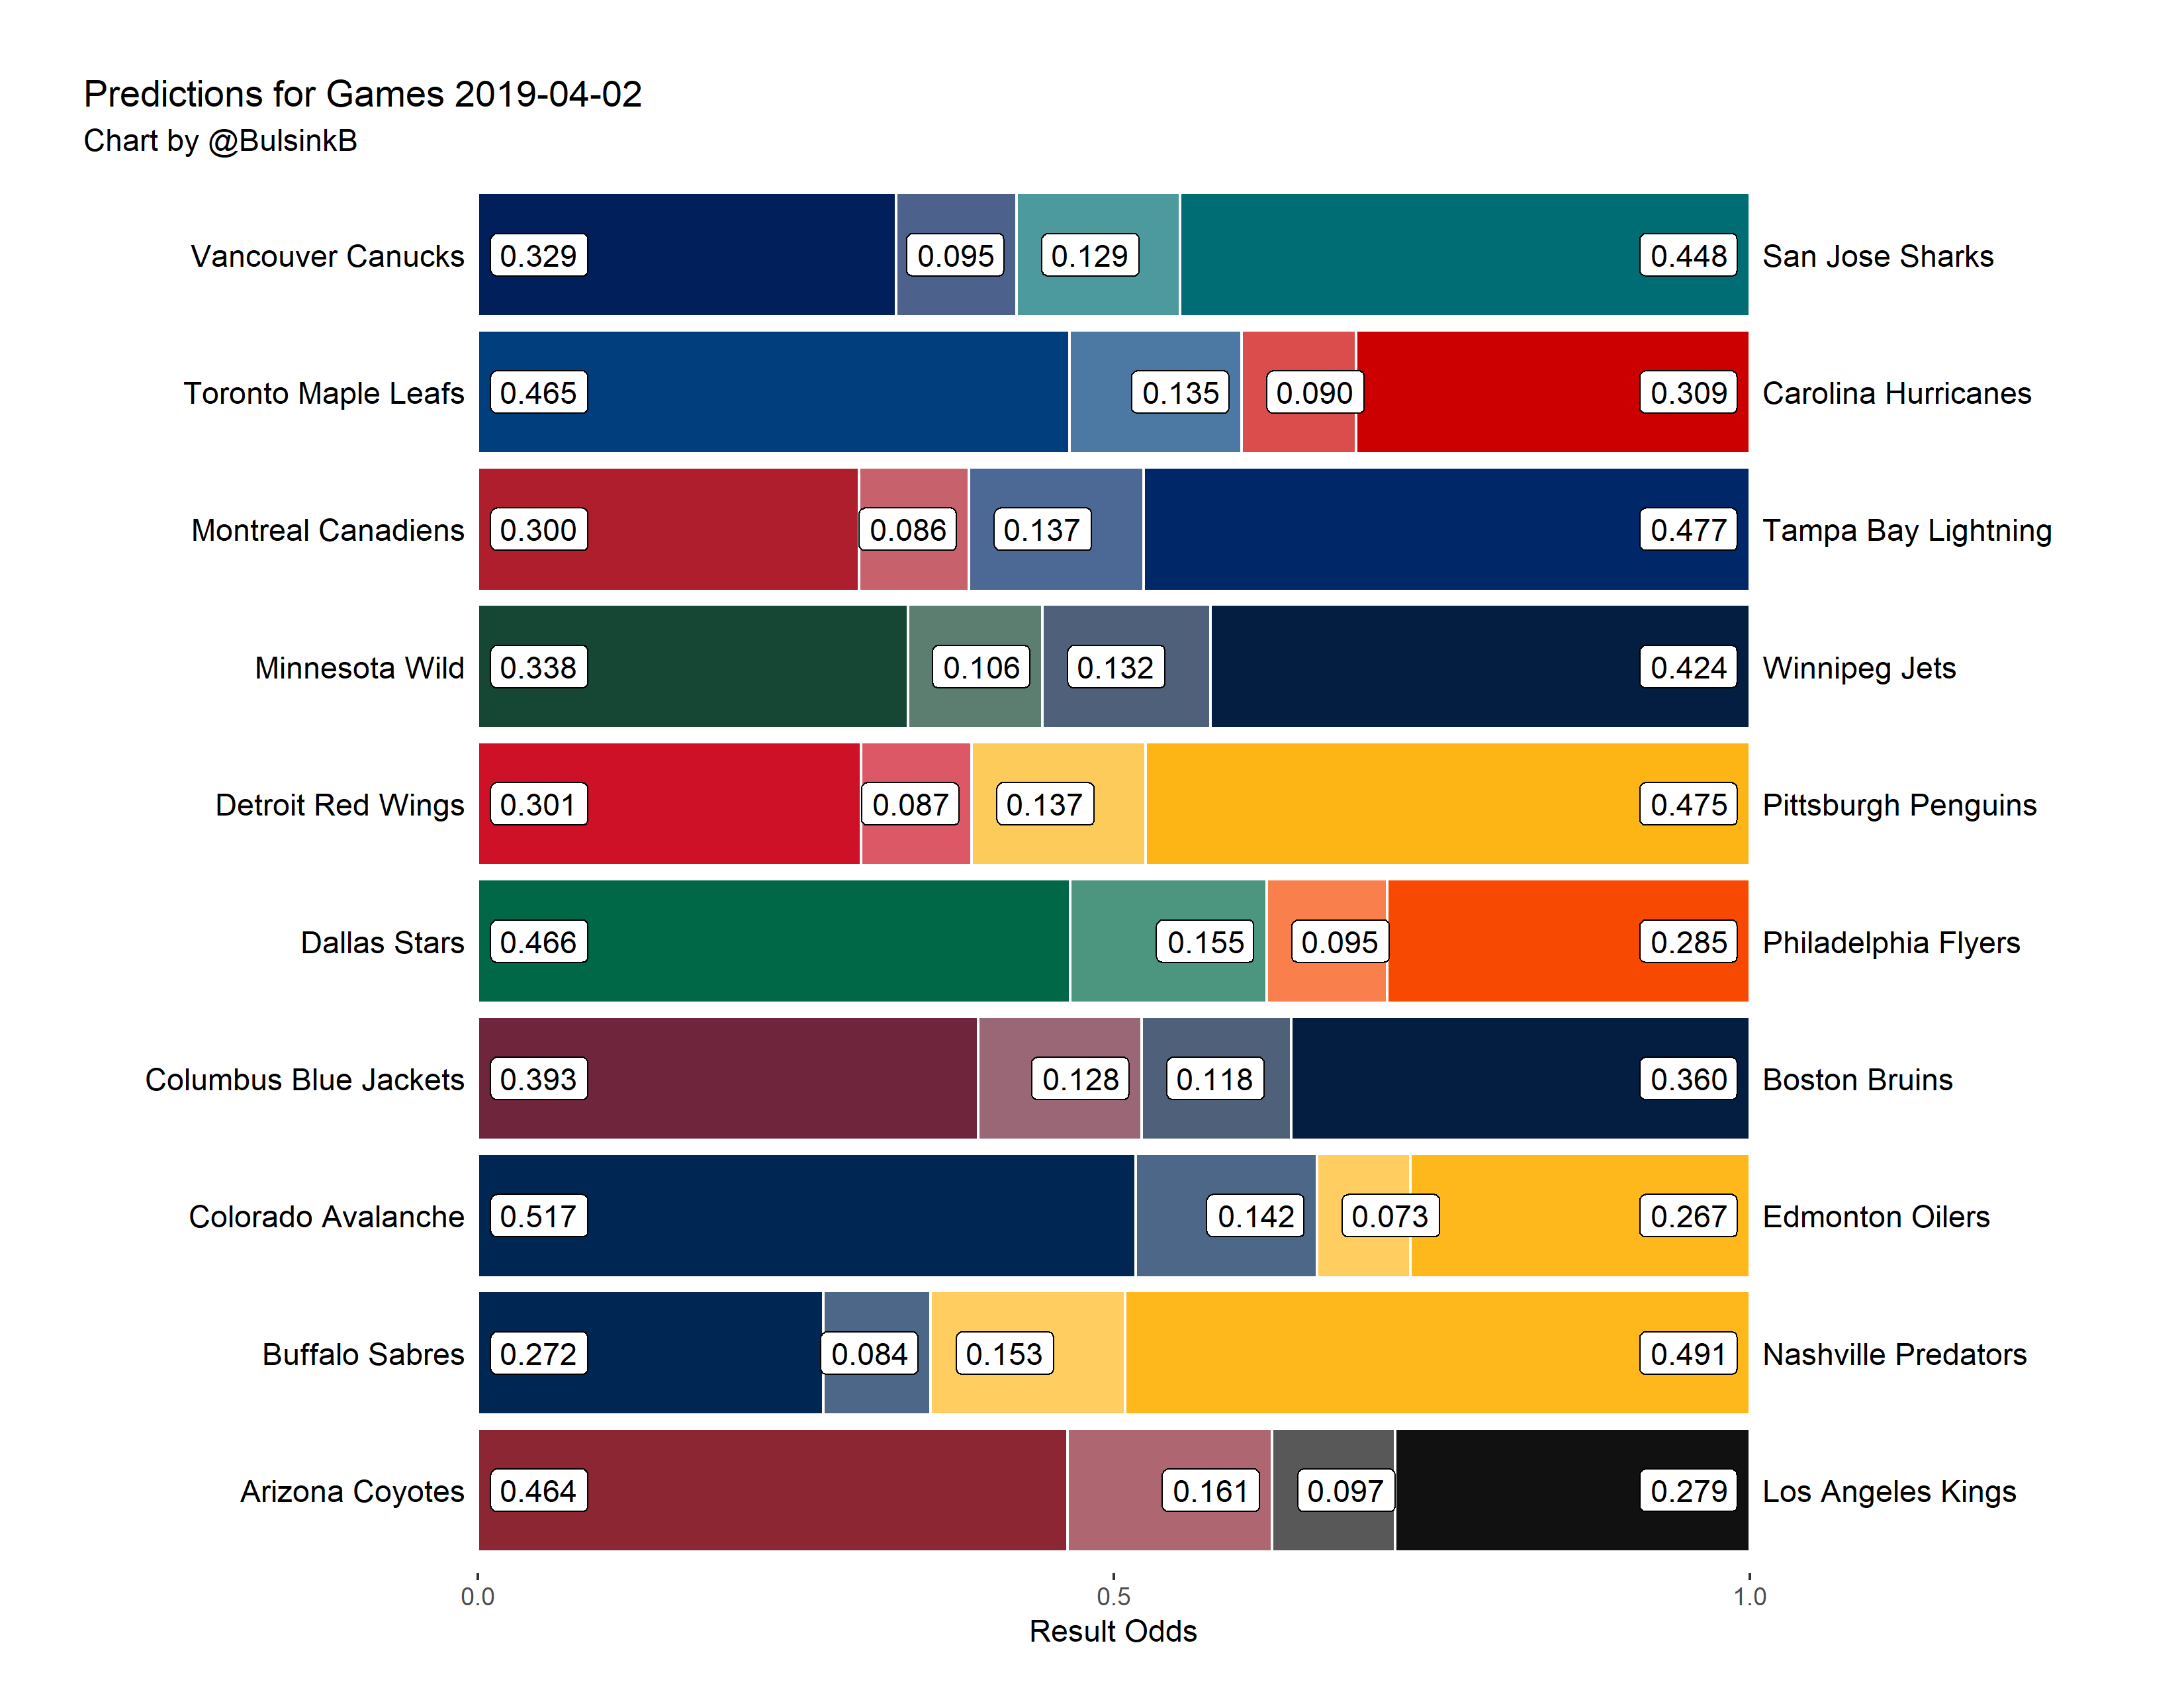 Predictions for Games 2019-04-02
Chart by @BulsinkB
Vancouver Canucks 0.329 0.095 0.129 0.448 San Jose Sharks
Toronto Maple Leafs 0.465 0.135 0.090 0.309 Carolina Hurricanes
Montreal Canadiens 0.300 0.086 0.137 0.477 Tampa Bay Lightning
Minnesota Wild 0.338 0.106 0.132 0.424 Winnipeg Jets
Detroit Red Wings 0.301 0.087 0.137 0.475 Pittsburgh Penguins
Dallas Stars 0.466 0.155 0.095 0.285 Philadelphia Flyers
Columbus Blue Jackets 0.393 0.128 0.118 0.360 Boston Bruins
Colorado Avalanche 0.517 0.142 0.073 0.267 Edmonton Oilers
Buffalo Sabres 0.272 0.084 0.153 0.491 Nashville Predators
Arizona Coyotes 0.464 0.161 0.097 0.279 Los Angeles Kings
0.0 0.5 1.0
Result Odds